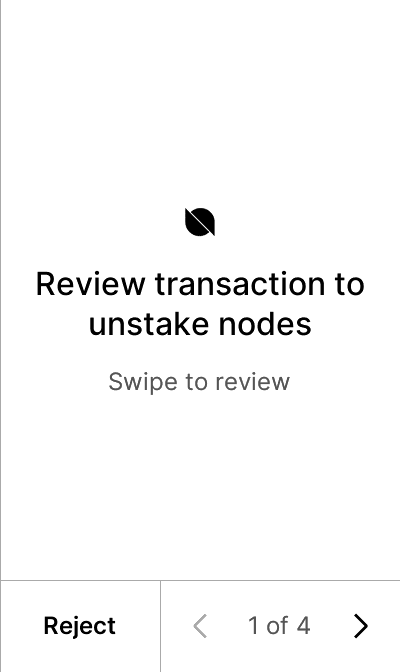 Review transaction to
unstake nodes
Swipe to review
Reject
1 of 4